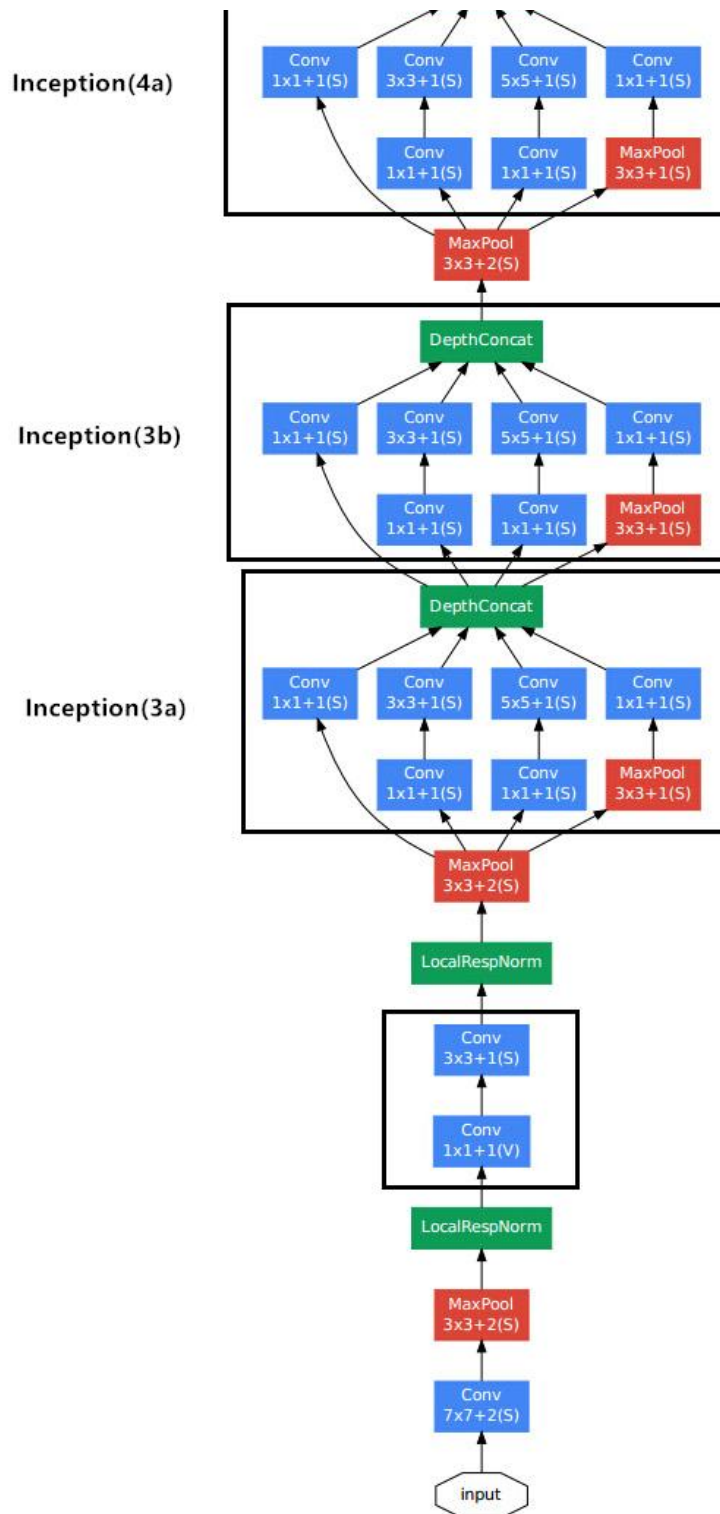 Conv
1x1+1(S)
Conv
3x3+1(S)
Conv
5x5+1(S)
Conv
1x1+1(S)
Inception(4a)
Conv
1x1+1(S)
Conv
1x1+1(S)
MaxPool
3x3+1(S)
MaxPool
3x3+2(S)
DepthConcat
Conv
1x1+1(S)
Conv
3x3+1(S)
Conv
5x5+1(S)
Conv
1x1+1(S)
Inception(3b)
Conv
1x1+1(S)
Conv
1x1+1(S)
MaxPool
3x3+1(S)
DepthConcat
Conv
1x1+1(S)
Conv
3x3+1(S)
Conv
5x5+1(S)
Conv
1x1+1(S)
Inception(3a)
Conv
1x1+1(S)
Conv
1x1+1(S)
MaxPool
3x3+1(S)
MaxPool
3x3+2(S)
LocalRespNorm
Conv
3x3+1(S)
Conv
1x1+1(V)
LocalRespNorm
MaxPool
3x3+2(S)
Conv
7x7+2(S)
input